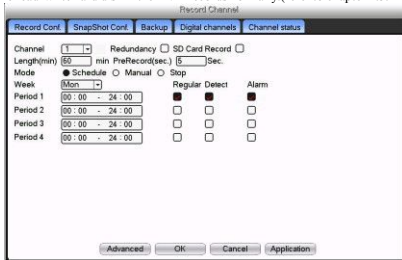 Record Channel
Record Conf. SnapShot Conf. Backup Digital channels Channel status
Channel 1 Redundancy SD Card Record
Length(min) 60 min PreRecord(sec.) 5 Sec.
Mode Schedule Manual Stop
Week Mon Regular Detect Alarm
Period 1 00 : 00 - 24 : 00
Period 2 00 : 00 - 24 : 00
Period 3 00 : 00 - 24 : 00
Period 4 00 : 00 - 24 : 00
Advanced OK Cancel Application